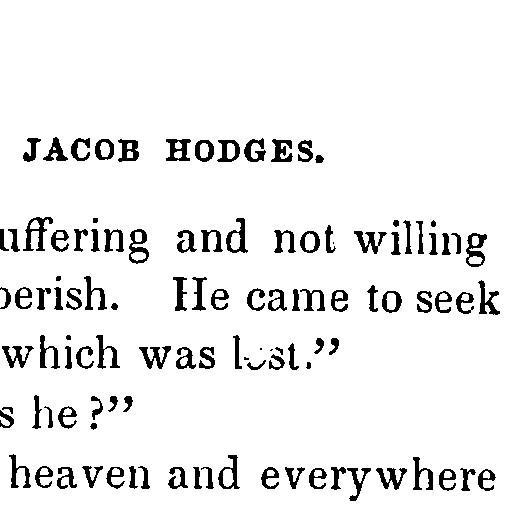 JACOB HODGES.
uffering and not willing
perish. He came to seek
which was lost.”
s he?”
heaven and everywhere